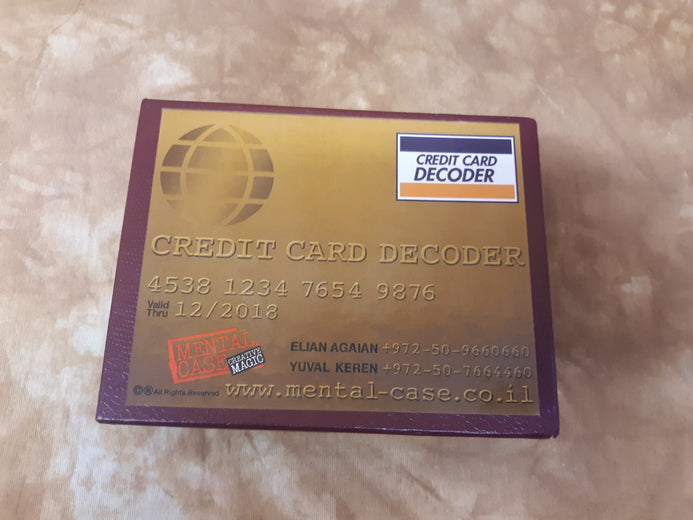 CREDIT CARD
DECODER
CREDIT CARD DECODER
4538 1234 7654 9876
Valid
Thru 12/2018
MENTAL
CASE
CREATIVE
MAGIC
ELIAN AGAIAN +972-50-9660660
YUVAL KEREN +972-50-7664460
©® All Rights Reserved www.mental-case.co.il